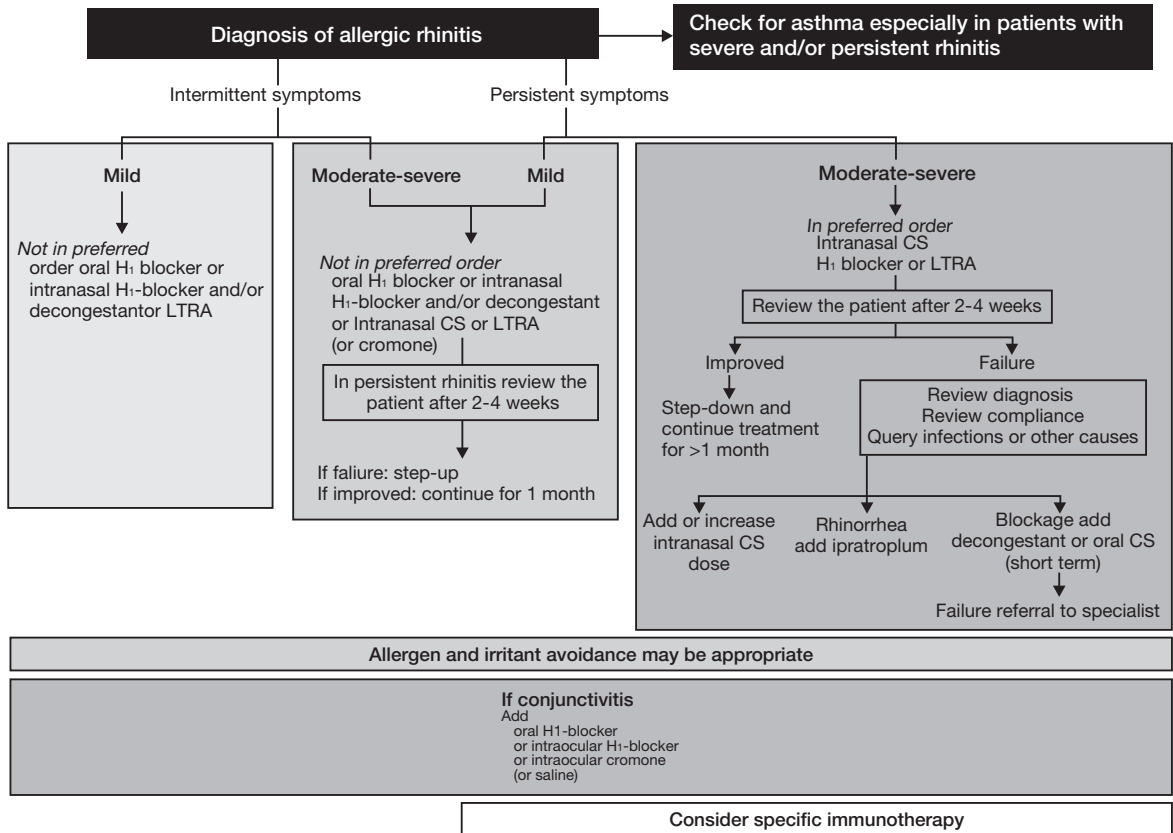 Diagnosis of allergic rhinitis
Check for asthma especially in patients with
severe and/or persistent rhinitis
Intermittent symptoms
Persistent symptoms
Mild
Not in preferred
order oral H1 blocker or
intranasal H1-blocker and/or
decongestantor LTRA
Moderate-severe
Mild
Not in preferred order
oral H1 blocker or intranasal
H1-blocker and/or decongestant
or Intranasal CS or LTRA
(or cromone)
In persistent rhinitis review the
patient after 2-4 weeks
If faliure: step-up
If improved: continue for 1 month
Moderate-severe
In preferred order
Intranasal CS
H1 blocker or LTRA
Review the patient after 2-4 weeks
Improved
Failure
Step-down and
continue treatment
for >1 month
Review diagnosis
Review compliance
Query infections or other causes
Add or increase
intranasal CS
dose
Rhinorrhea
add ipratroplum
Blockage add
decongestant or oral CS
(short term)
Failure referral to specialist
Allergen and irritant avoidance may be appropriate
If conjunctivitis
Add
oral H1-blocker
or intraocular H1-blocker
or intraocular cromone
(or saline)
Consider specific immunotherapy